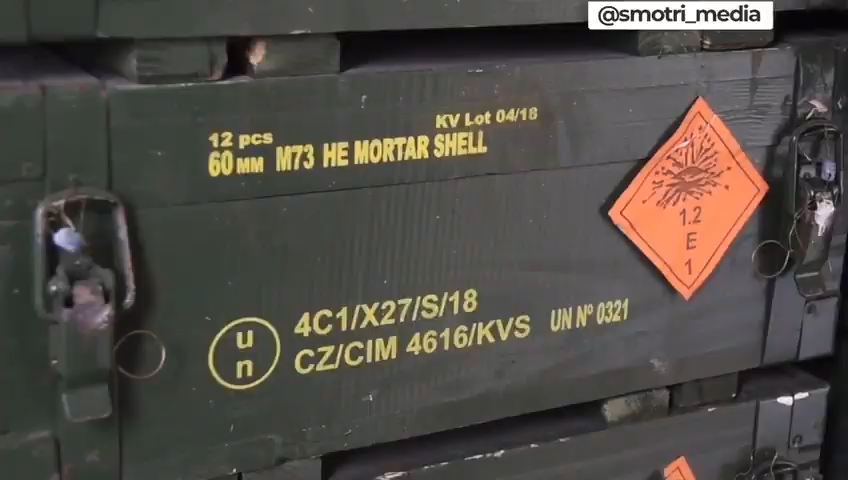 @smotri_media
KV Lot 04/18
12 pcs
60 MM M73 HE MORTAR SHELL
1.2
E
1
4C1/X27/S/18
CZ/CIM 4616/KVS UN Nº 0321
u
n